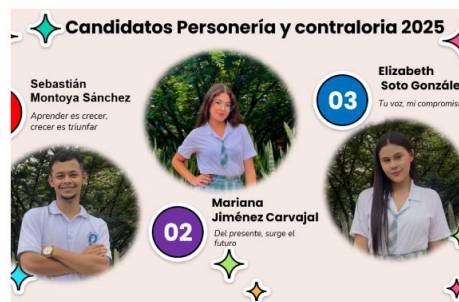 Candidatos Personería y contraloria 2025
Sebastián
Montoya Sánchez
Aprender es crecer,
crecer es triunfar
02
Mariana
Jiménez Carvajal
Del presente, surge el
futuro
03
Elizabeth
Soto Gonzále
Tu voz, mi compromis